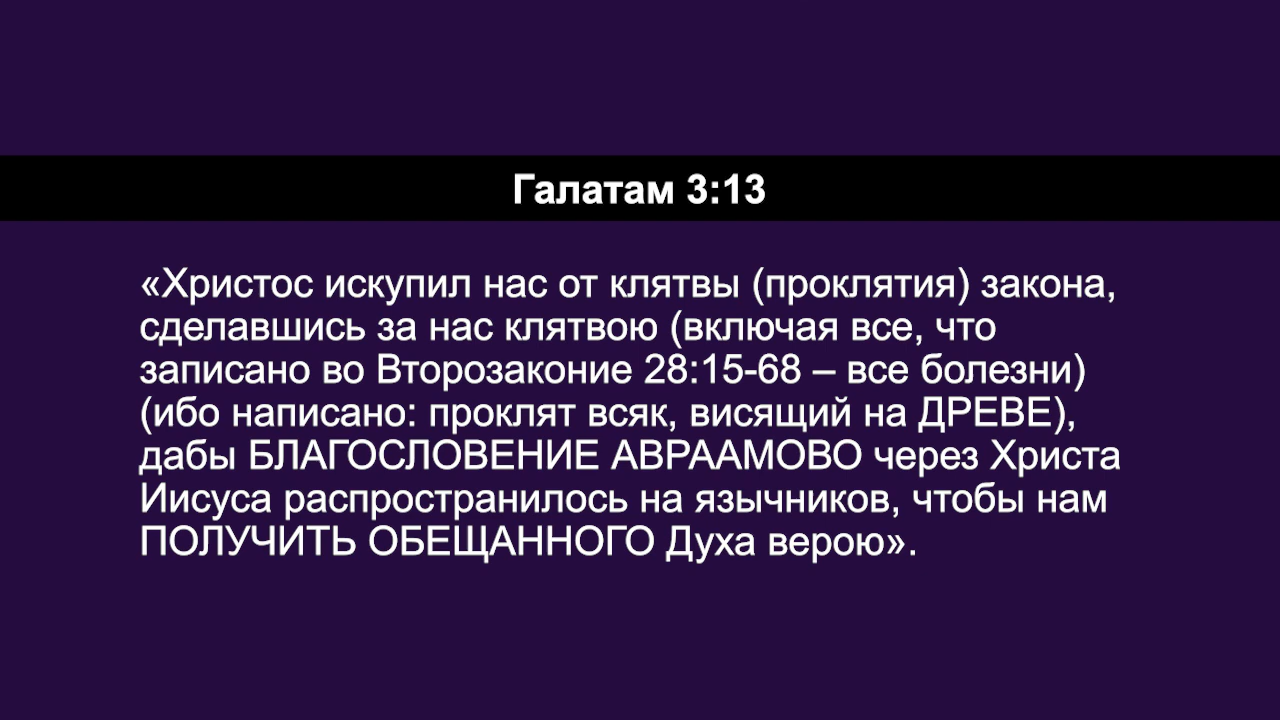 Галатам 3:13
«Христос искупил нас от клятвы (проклятия) закона,
сделавшись за нас клятвою (включая все, что
записано во Второзаконие 28:15-68 – все болезни)
(ибо написано: проклят всяк, висящий на ДРЕВЕ),
дабы БЛАГОСЛОВЕНИЕ АВРААМОВО через Христа
Иисуса распространилось на язычников, чтобы нам
ПОЛУЧИТЬ ОБЕЩАННОГО Духа верою».